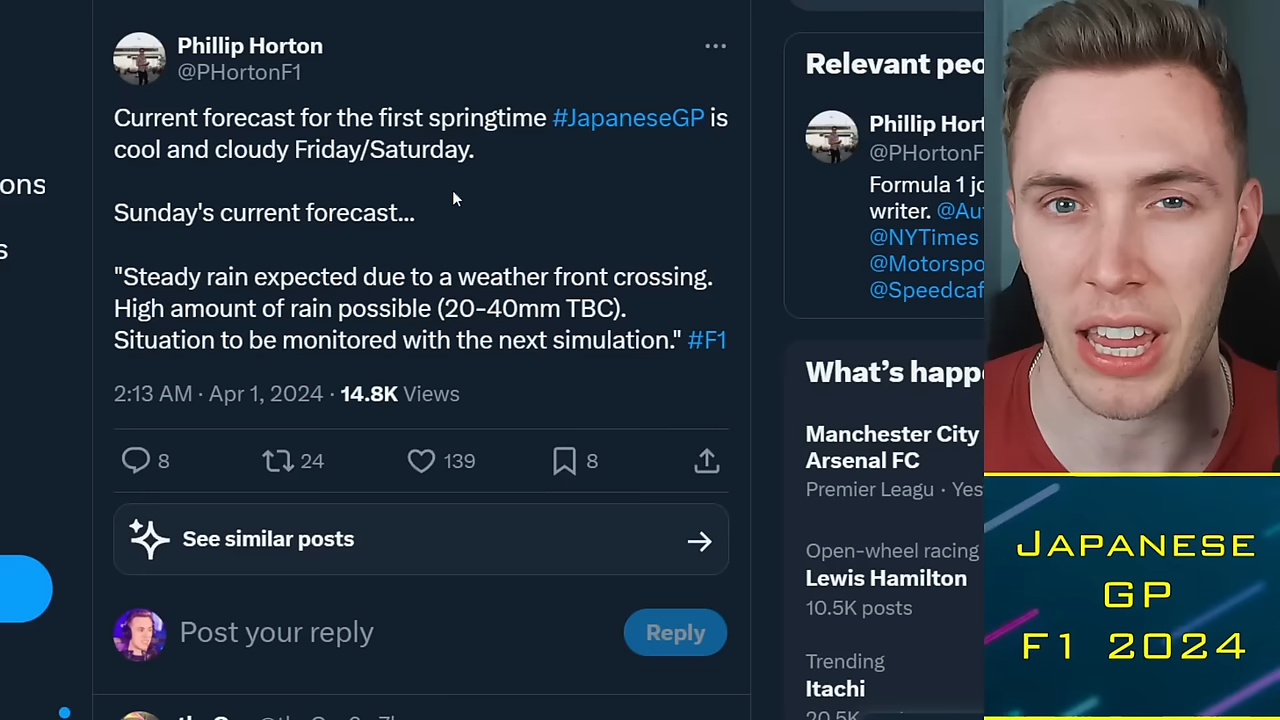 ons
s
Phillip Horton
@PHortonF1
Current forecast for the first springtime #JapaneseGP is
cool and cloudy Friday/Saturday.
Sunday's current forecast...
"Steady rain expected due to a weather front crossing.
High amount of rain possible (20-40mm TBC).
Situation to be monitored with the next simulation." #F1
2:13 AM · Apr 1, 2024 · 14.8K Views
8 24 139 8
See similar posts
Post your reply
Reply
Relevant peo
Phillip Hort
@PHortonF
Formula 1 jo
writer. @Au
@NYTimes
@Motorspo
@Speedcaf
What's happe
Manchester City
Arsenal FC
Premier Leagu · Yes
Open-wheel racing
Lewis Hamilton
10.5K posts
Trending
Itachi
20.5K
JAPANESE
GP
F1 2024